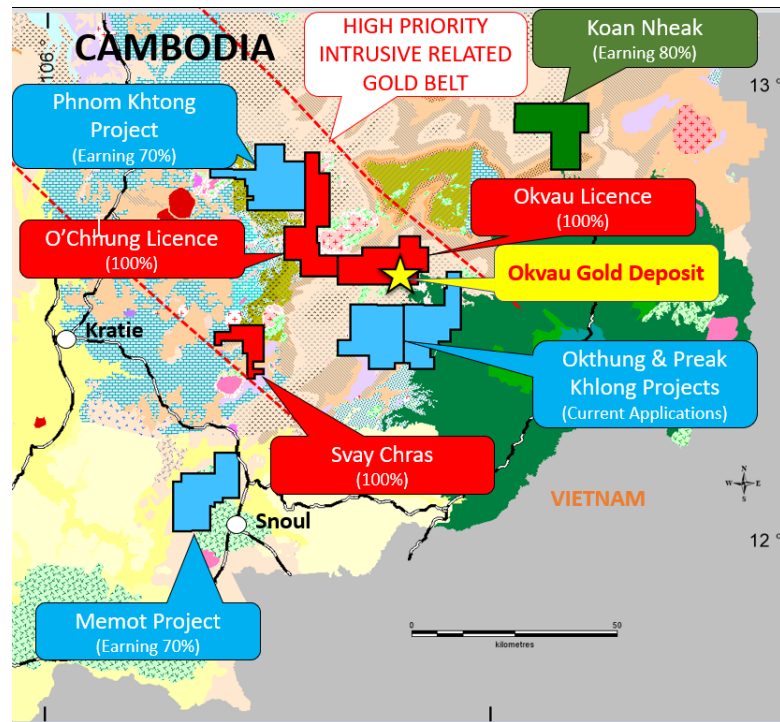 CAMBODIA
106
HIGH PRIORITY
INTRUSIVE RELATED
GOLD BELT
Koan Nheak
(Earning 80%)
13 °
Phnom Khtong
Project
(Earning 70%)
O'Chhung Licence
(100%)
Okvau Licence
(100%)
Okvau Gold Deposit
Kratie
Okthung & Preak
Khlong Projects
(Current Applications)
Svay Chras
(100%)
VIETNAM
N
W E
S
Snoul
12 °
Memot Project
(Earning 70%)
0 50
kilometres